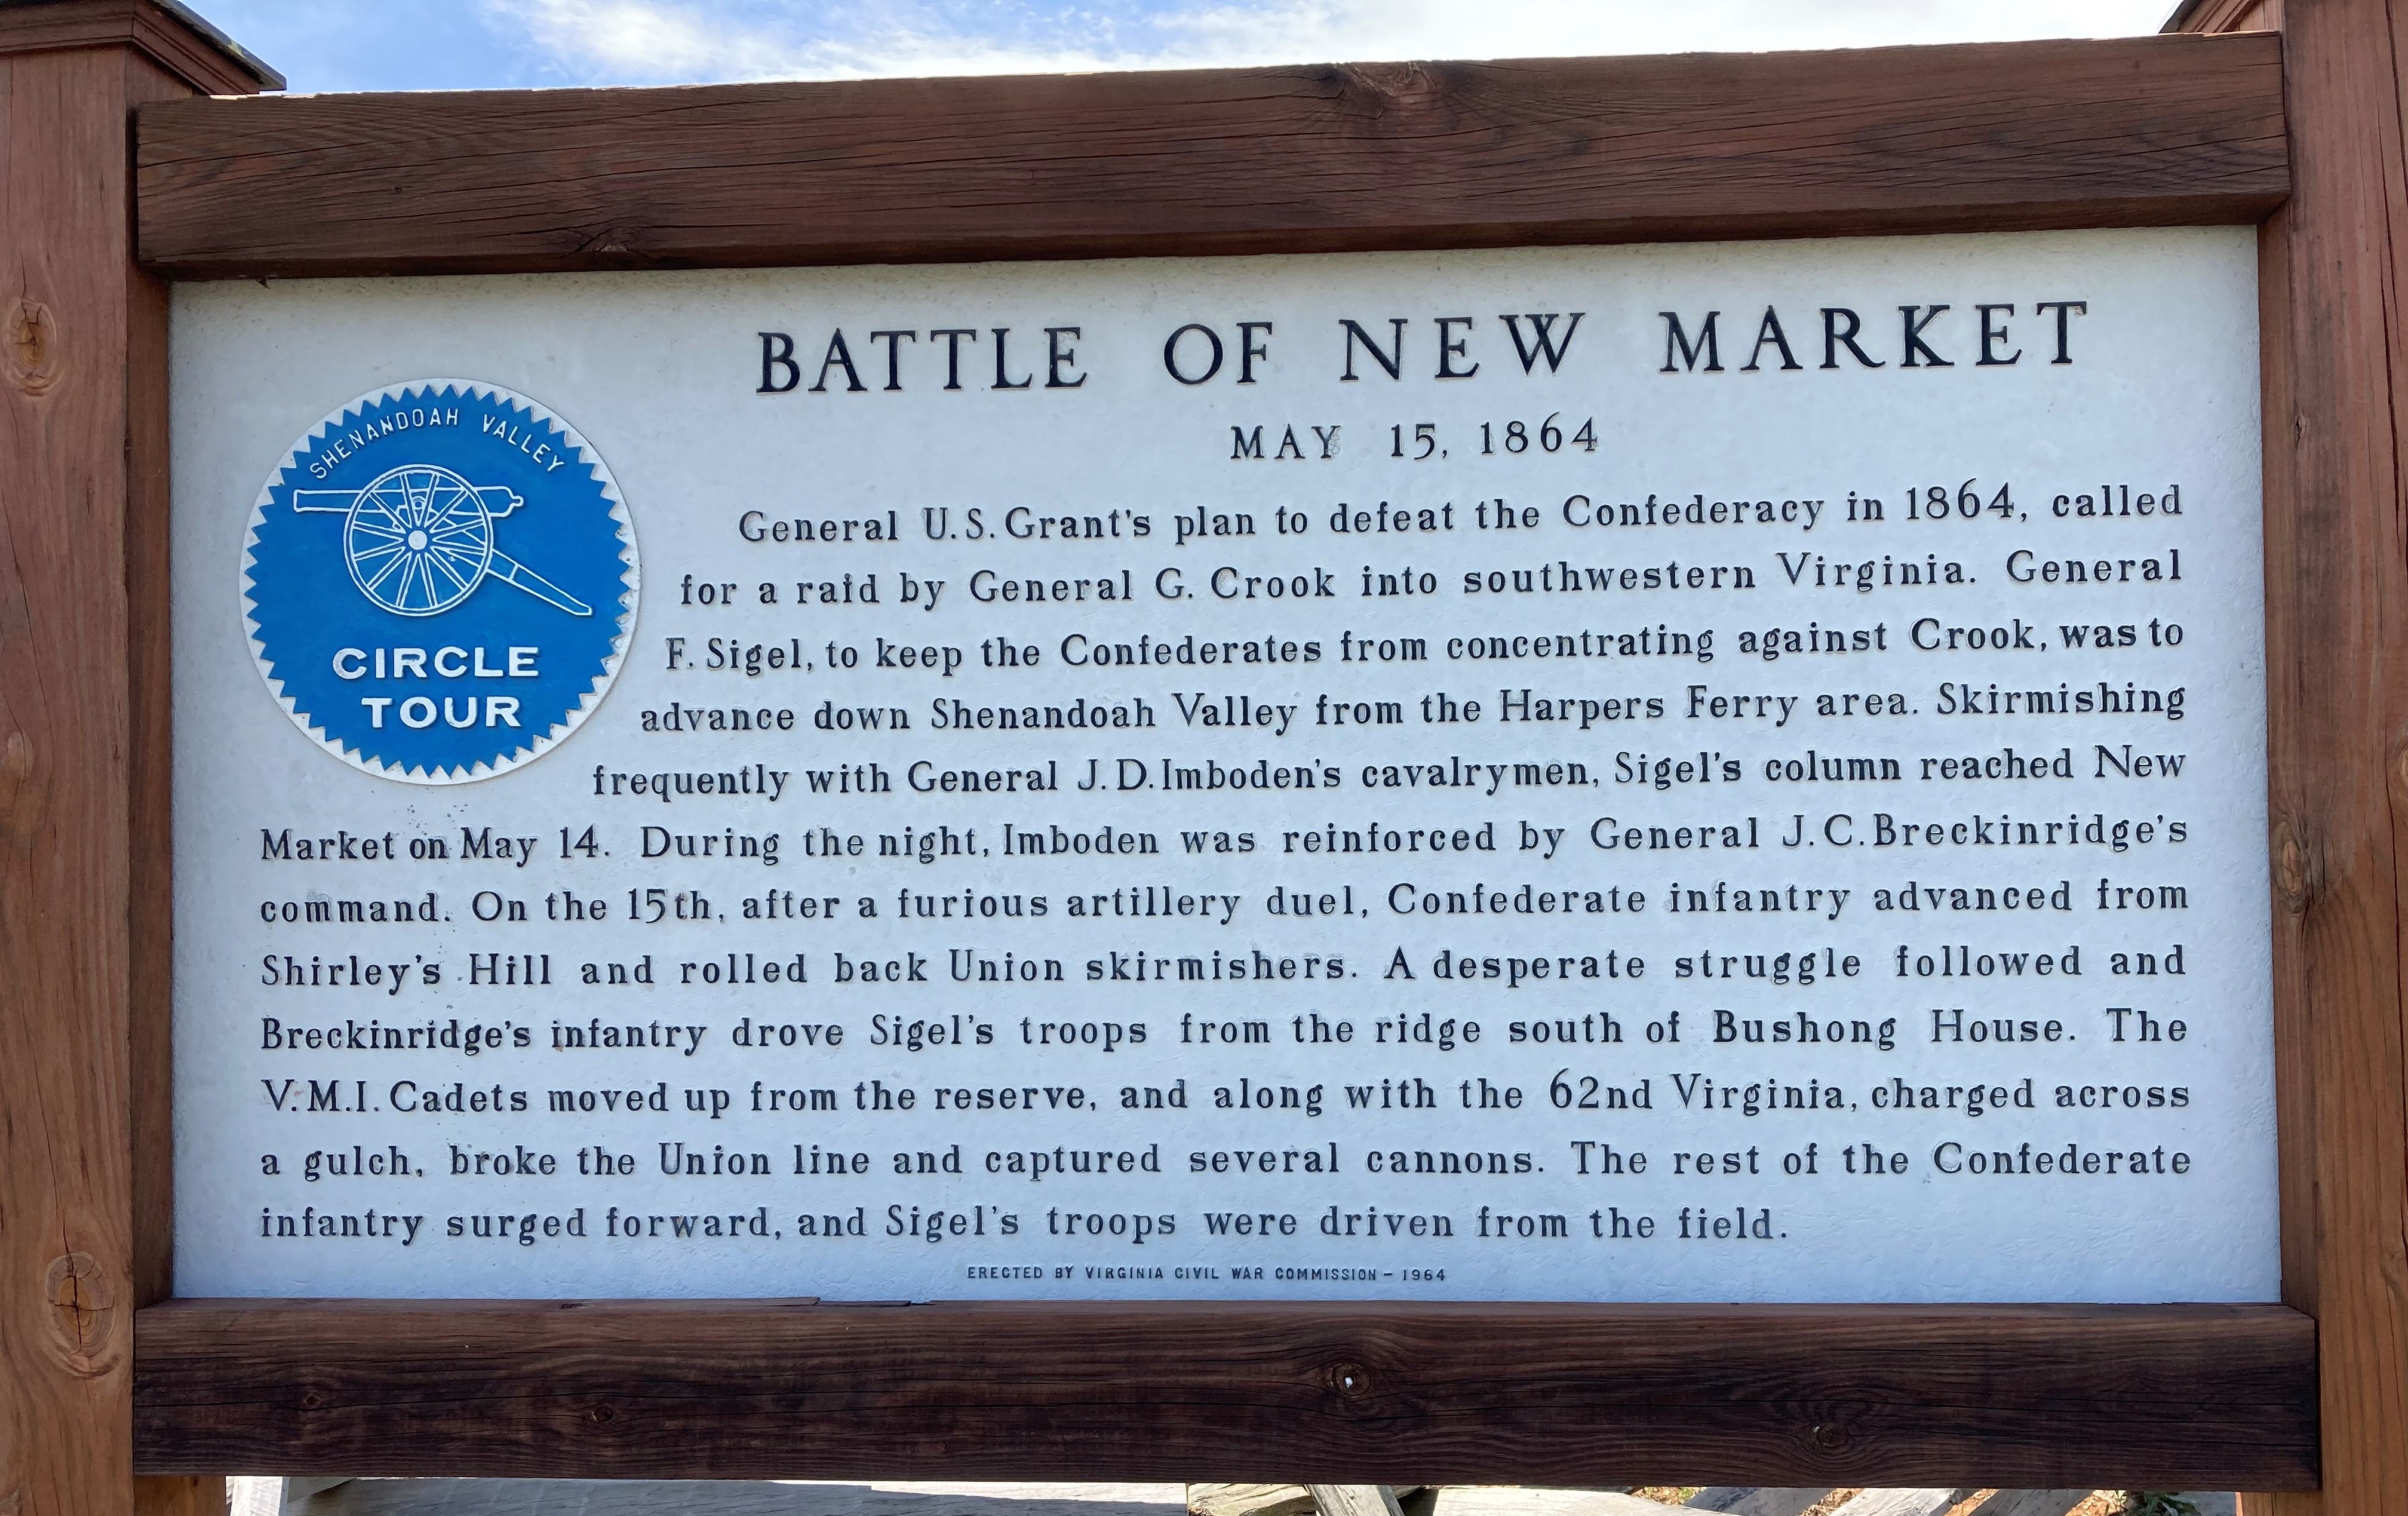 BATTLE OF NEW MARKET
MAY 15, 1864
SHENANDOAH VALLEY
CIRCLE
TOUR
General U.S. Grant's plan to defeat the Confederacy in 1864, called
for a raid by General G. Crook into southwestern Virginia. General
F. Sigel, to keep the Confederates from concentrating against Crook, was to
advance down Shenandoah Valley from the Harpers Ferry area. Skirmishing
frequently with General J.D. Imboden's cavalrymen, Sigel's column reached New
Market on May 14. During the night, Imboden was reinforced by General J.C. Breckinridge's
command. On the 15th, after a furious artillery duel, Confederate infantry advanced from
Shirley's Hill and rolled back Union skirmishers. A desperate struggle followed and
Breckinridge's infantry drove Sigel's troops from the ridge south of Bushong House. The
V.M.I. Cadets moved up from the reserve, and along with the 62nd Virginia, charged across
a gulch, broke the Union line and captured several cannons. The rest of the Confederate
infantry surged forward, and Sigel's troops were driven from the field.
ERECTED BY VIRGINIA CIVIL WAR COMMISSION - 1964